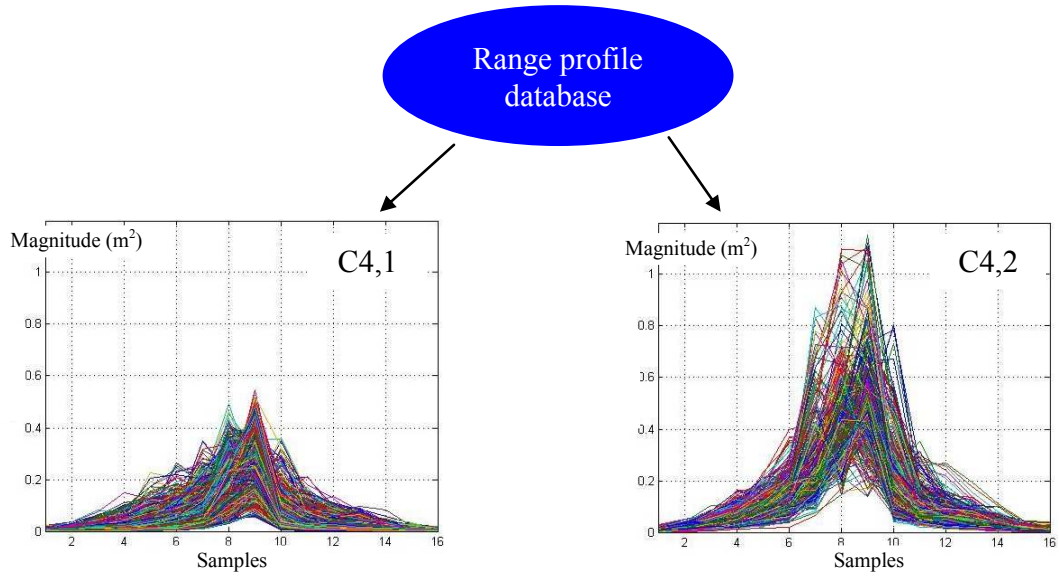 Range profile
database
Magnitude (m²)
C4,1
1
0.8
0.6
0.4
0.2
0
2 4 6 8 10 12 14 16
Samples
Magnitude (m²)
C4,2
1
0.8
0.6
0.4
0.2
0
2 4 6 8 10 12 14 16
Samples